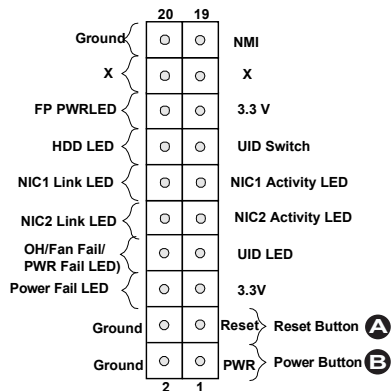 20 19
Ground NMI
X X
FP PWRLED 3.3 V
HDD LED UID Switch
NIC1 Link LED NIC1 Activity LED
NIC2 Link LED NIC2 Activity LED
OH/Fan Fail/
PWR Fail LED) UID LED
Power Fail LED 3.3V
Ground Reset Reset Button A
Ground PWR Power Button B
2 1